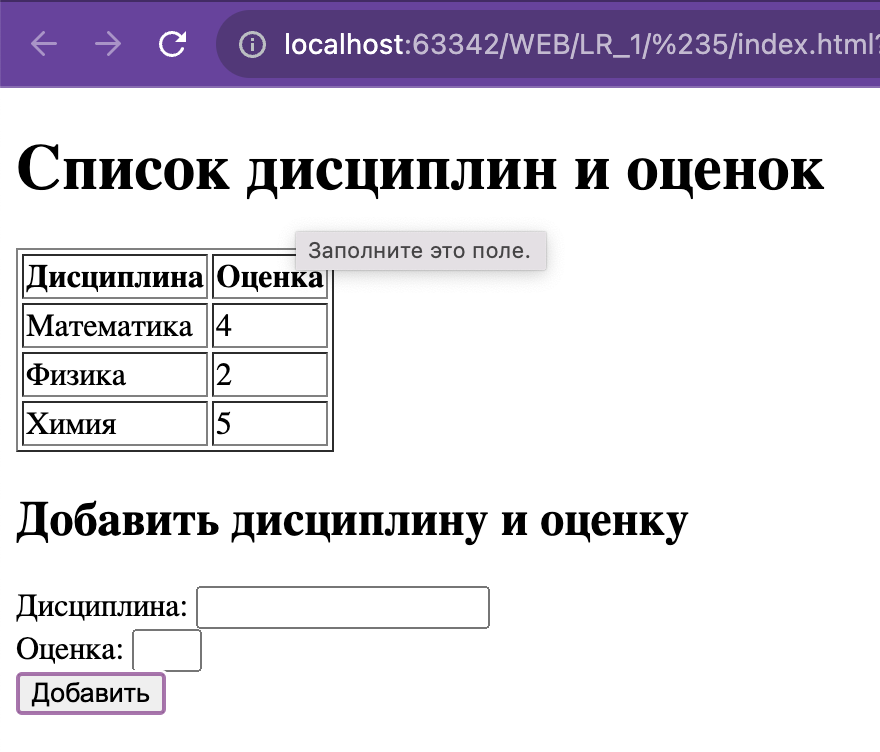 localhost:63342/WEB/LR_1/%235/index.html?
Список дисциплин и оценок
Заполните это поле.
Дисциплина Оценка
Математика 4
Физика 2
Химия 5
Добавить дисциплину и оценку
Дисциплина:
Оценка:
Добавить